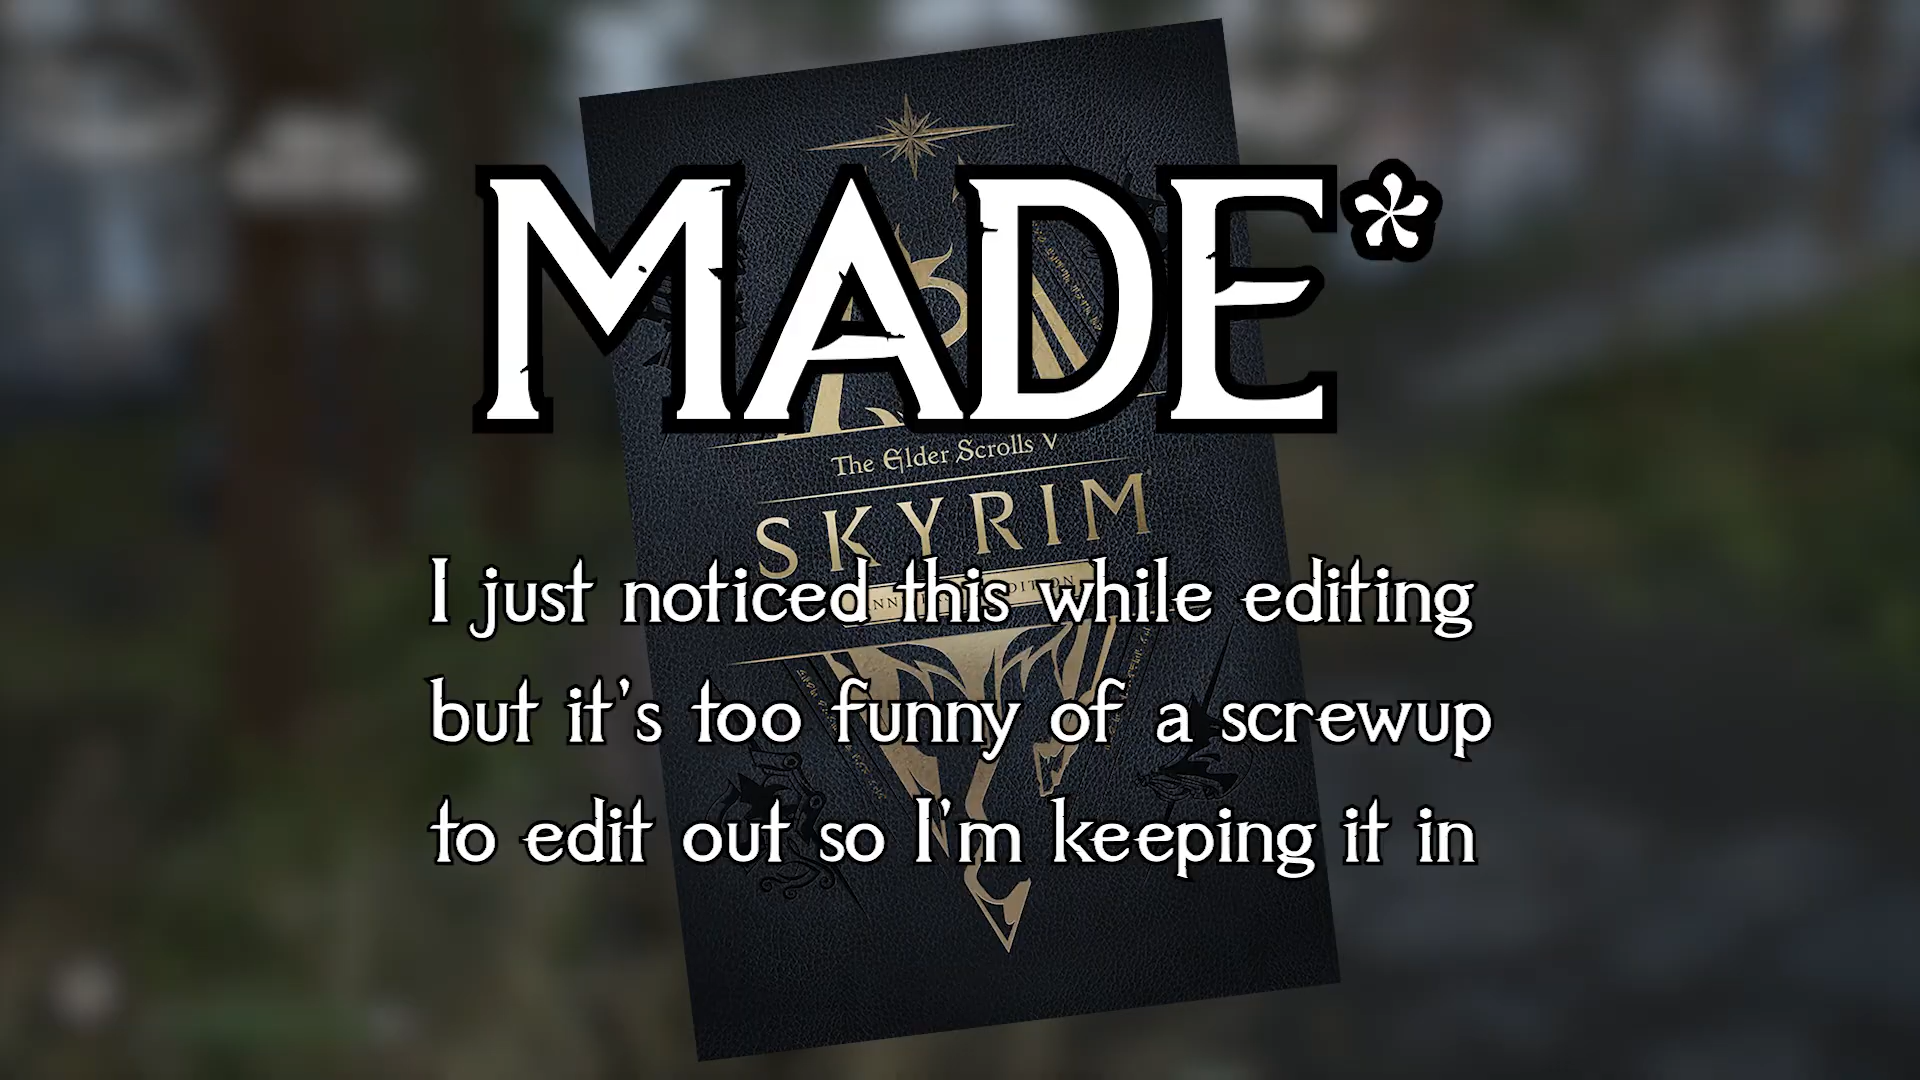 MADE*
The Elder Scrolls V
SKYRIM
I just noticed this while editing
but it's too funny of a screwup
to edit out so I'm keeping it in